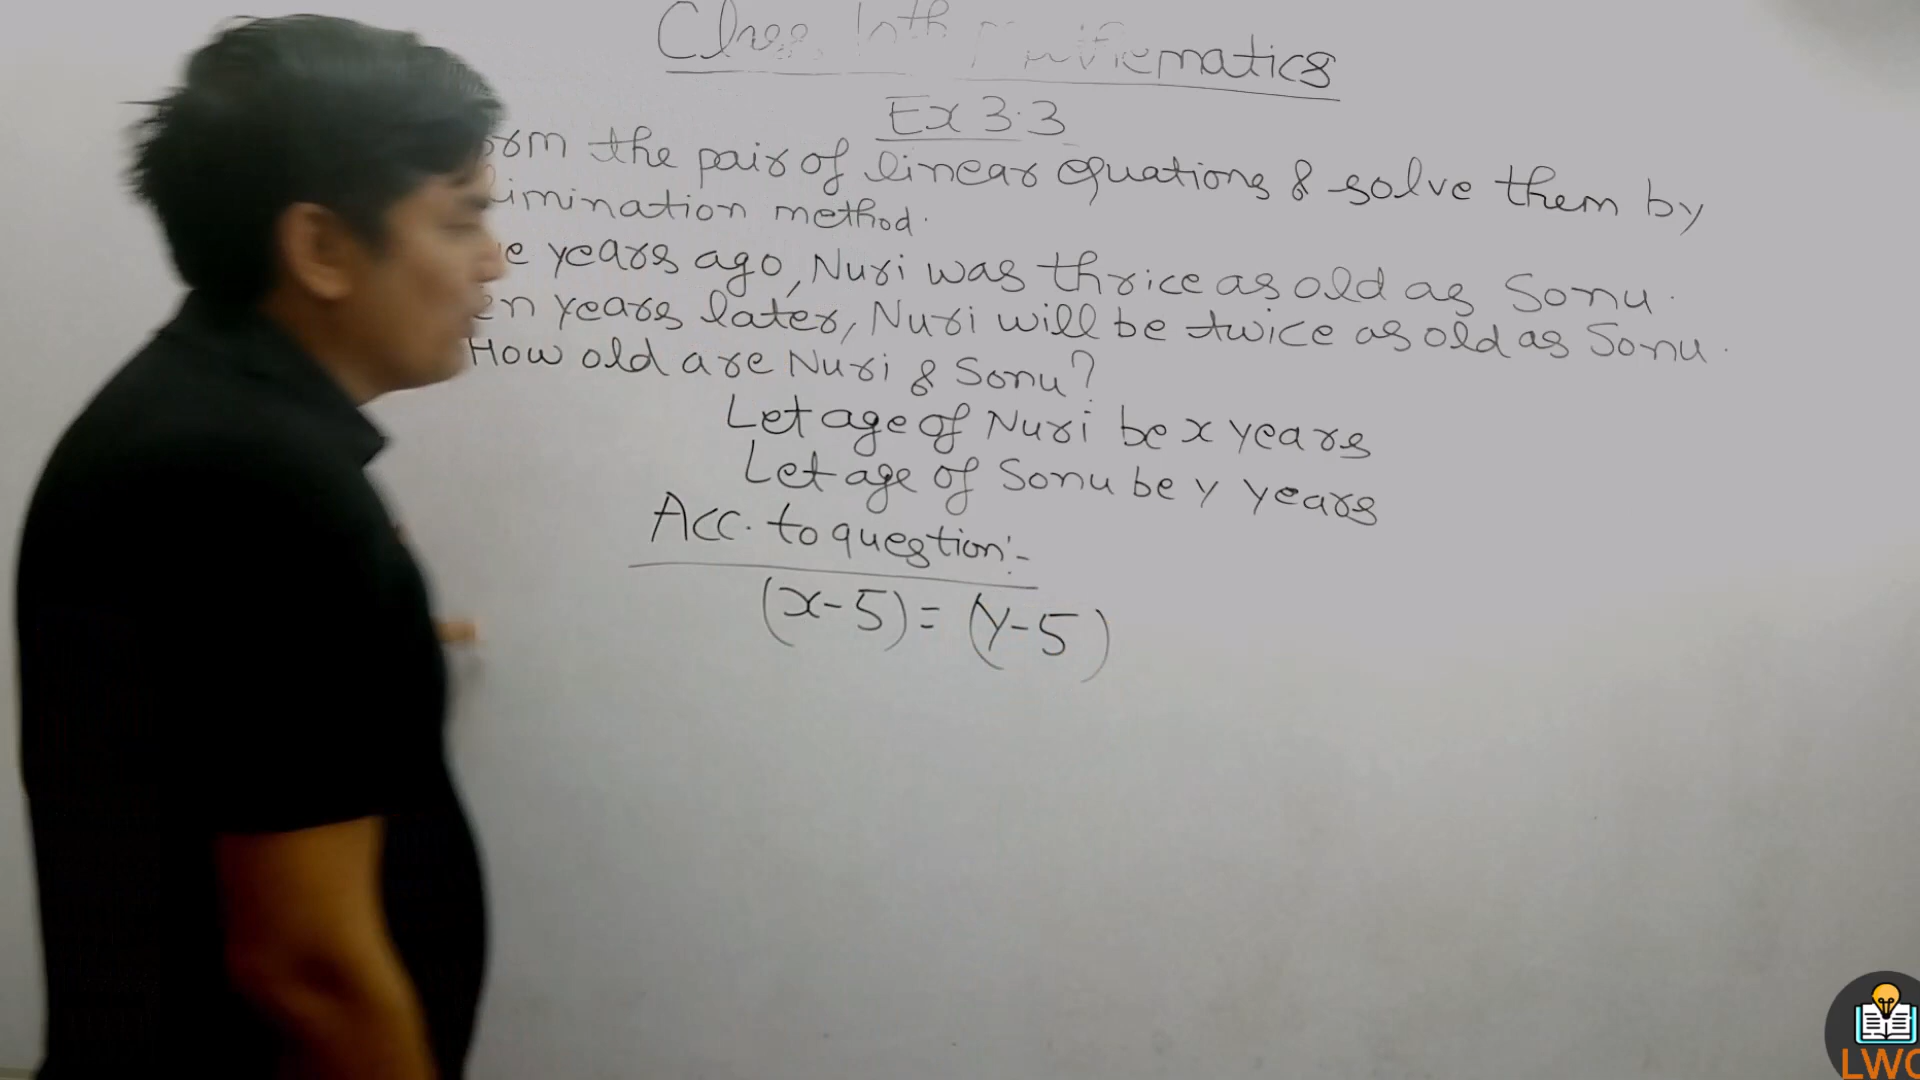 Class 10th Mathematics
Ex 3.3
orm the pair of linear equations & solve them by
limination method.
e years ago, Nuri was thrice as old as Sonu.
en years later, Nuri will be twice as old as Sonu.
How old are Nuri & Sonu?
Let age of Nuri be x years
Let age of Sonu be y years
Acc. to question:-
(x-5) = (y-5)
LWC